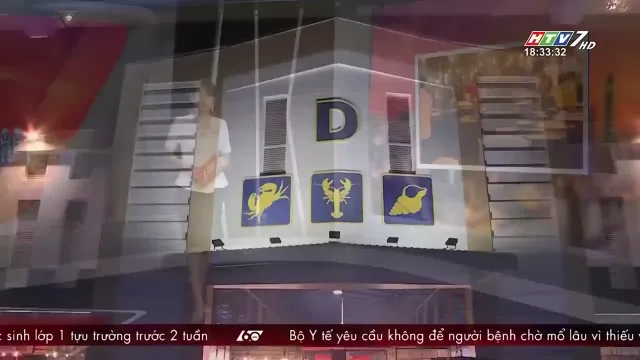 HTV7 HD
18:33:32
D
c sinh lớp 1 tựu trường trước 2 tuần 60 Bộ Y tế yêu cầu không để người bệnh chờ mổ lâu vì thiếu